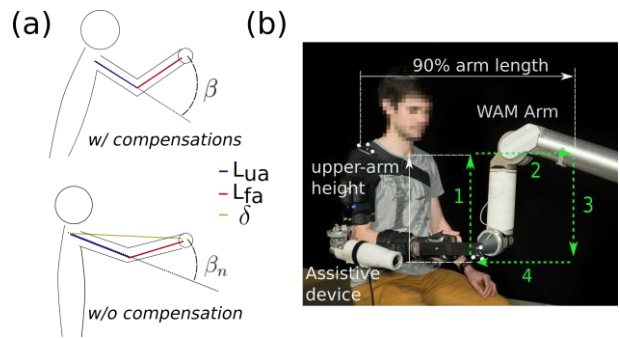 (a)
β
w/ compensations
Lua
Lfa
δ
βn
w/o compensation
(b)
90% arm length
WAM Arm
upper-arm
height
1
2
3
4
Assistive
device